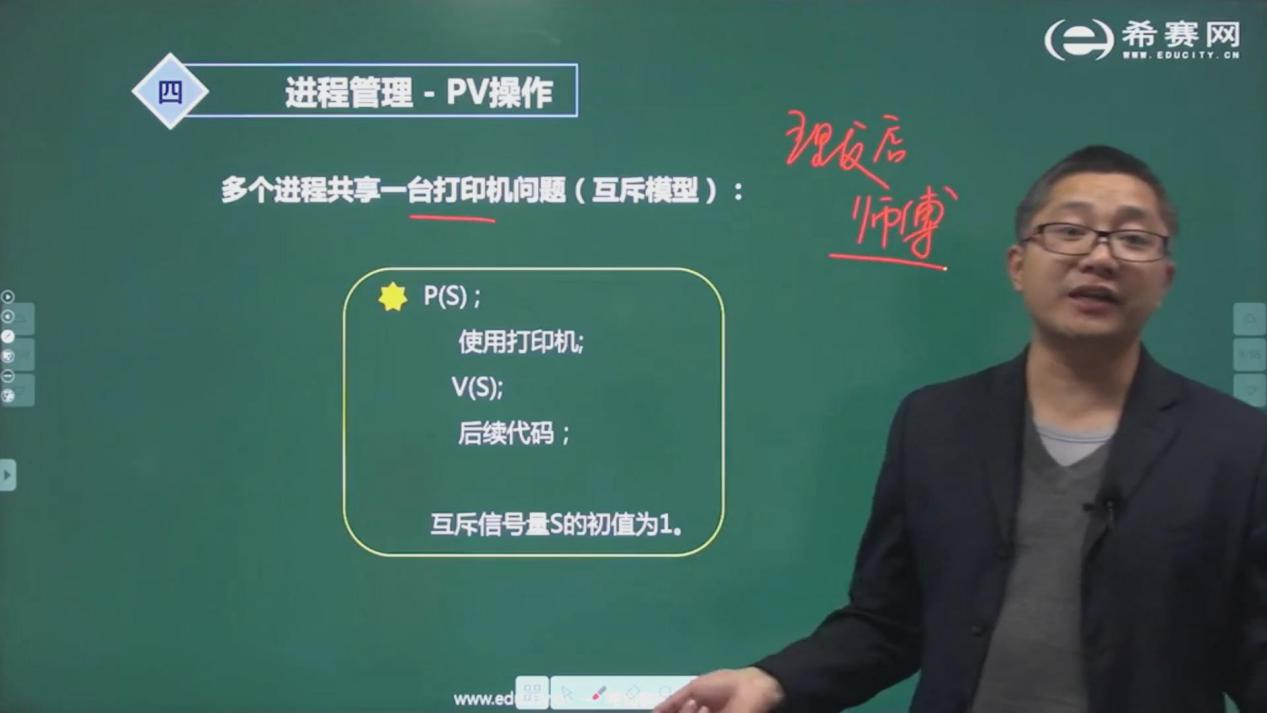 希赛网
WWW.EDUCITY.CN
四
进程管理 - PV操作
理发店
师傅
多个进程共享一台打印机问题（互斥模型）：
P(S)；
使用打印机;
V(S);
后续代码；
互斥信号量S的初值为1。
www.edu